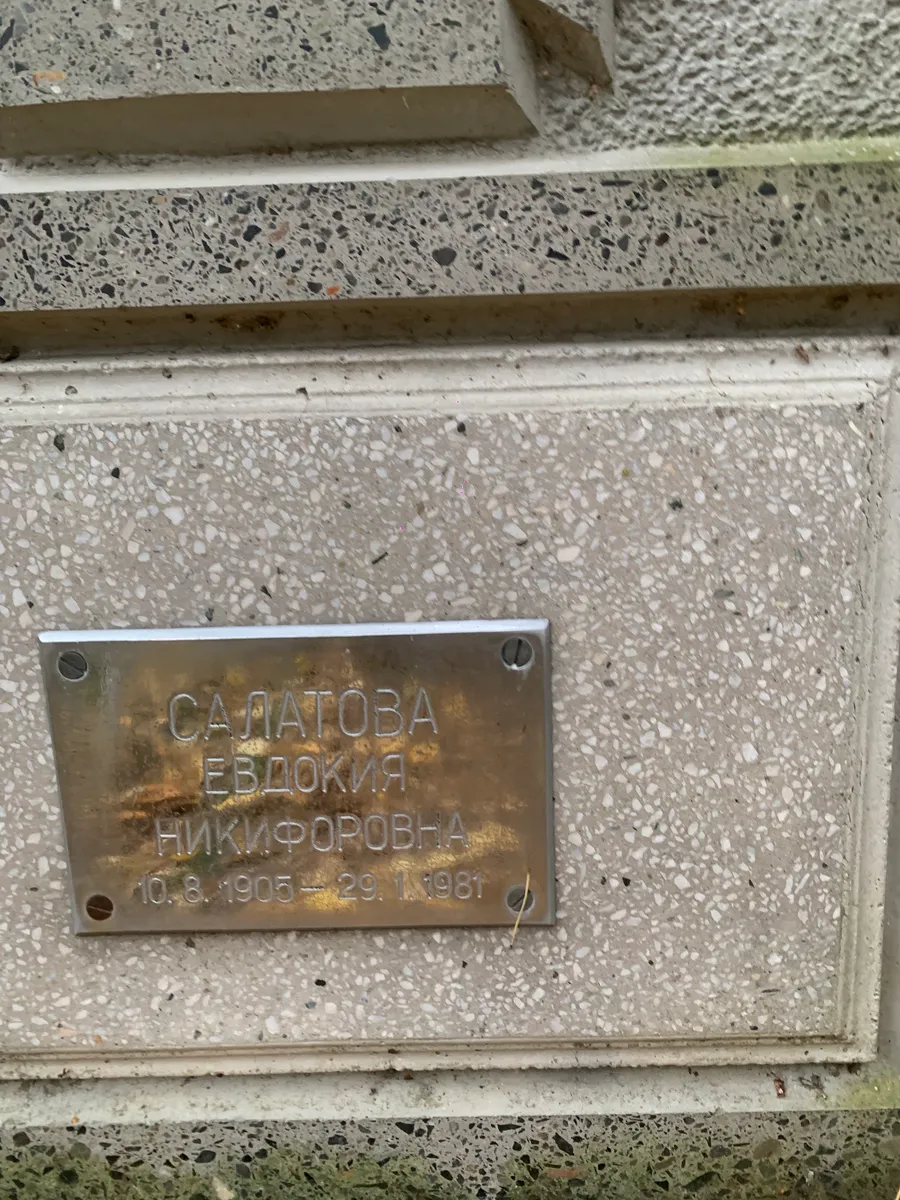 САЛАТОВА
ЕВДОКИЯ
НИКИФОРОВНА
10. 8. 1905 — 29. 1. 1981